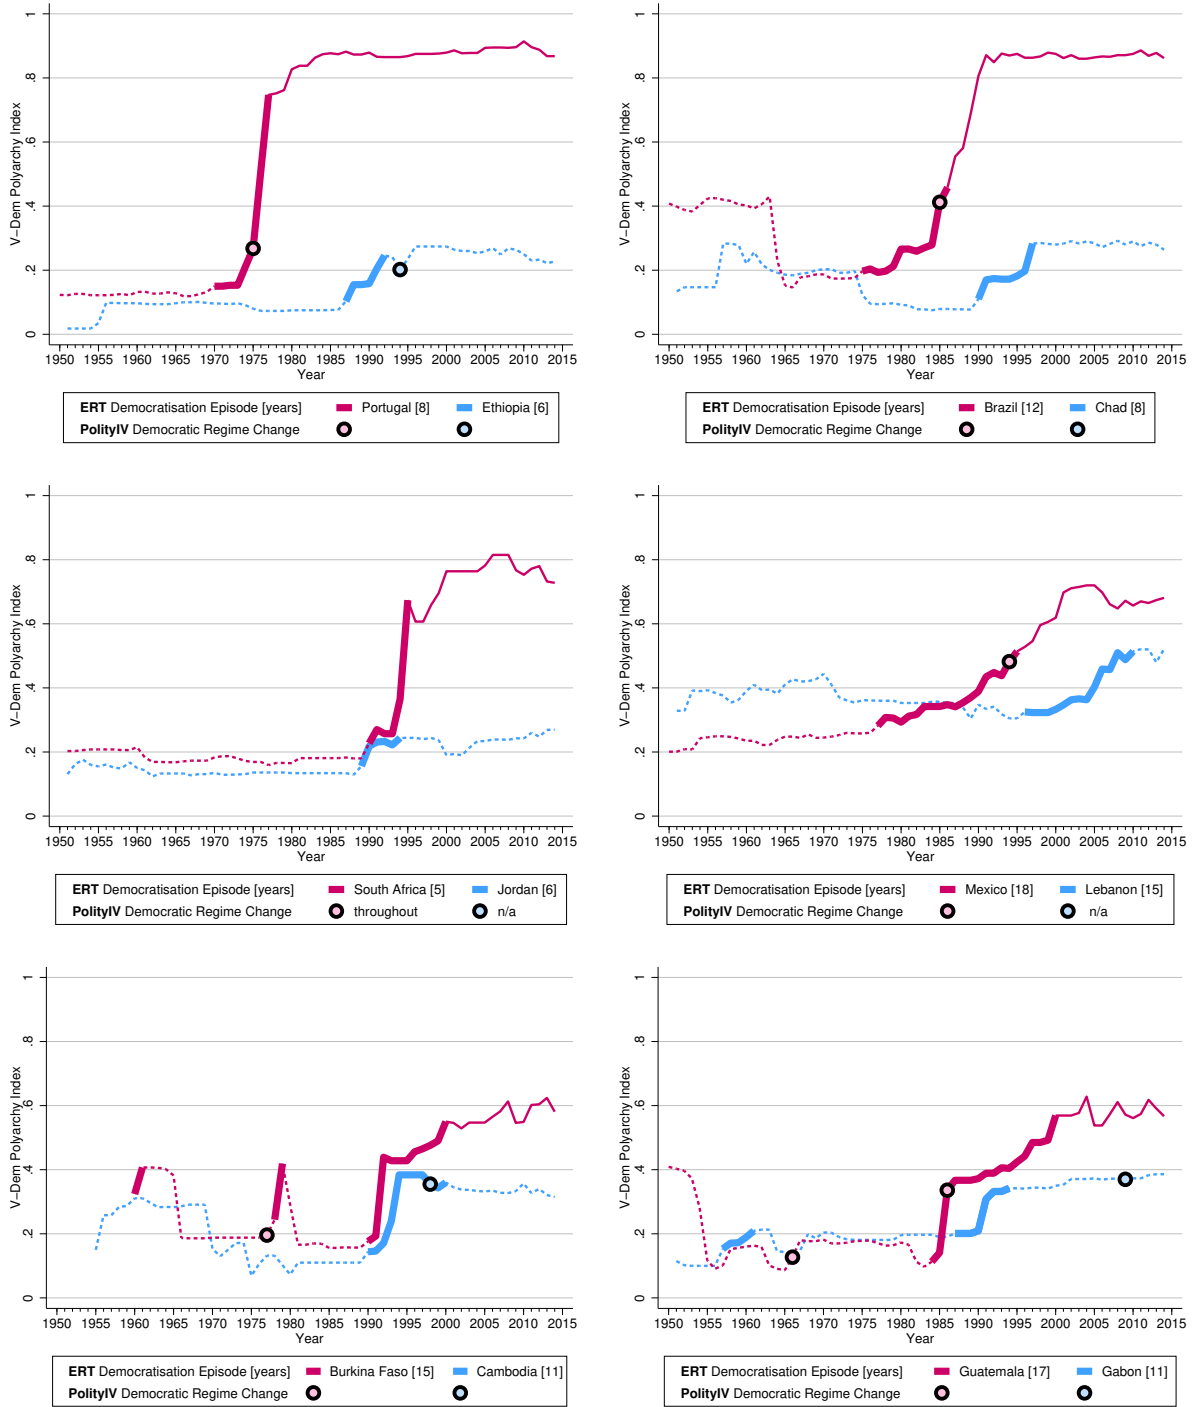 V-Dem Polyarchy Index
0 .2 .4 .6 .8 1
1950 1955 1960 1965 1970 1975 1980 1985 1990 1995 2000 2005 2010 2015
Year
ERT Democratisation Episode [years] Portugal [8] Ethiopia [6]
PolityIV Democratic Regime Change
V-Dem Polyarchy Index
0 .2 .4 .6 .8 1
1950 1955 1960 1965 1970 1975 1980 1985 1990 1995 2000 2005 2010 2015
Year
ERT Democratisation Episode [years] Brazil [12] Chad [8]
PolityIV Democratic Regime Change
V-Dem Polyarchy Index
0 .2 .4 .6 .8 1
1950 1955 1960 1965 1970 1975 1980 1985 1990 1995 2000 2005 2010 2015
Year
ERT Democratisation Episode [years] South Africa [5] Jordan [6]
PolityIV Democratic Regime Change throughout n/a
V-Dem Polyarchy Index
0 .2 .4 .6 .8 1
1950 1955 1960 1965 1970 1975 1980 1985 1990 1995 2000 2005 2010 2015
Year
ERT Democratisation Episode [years] Mexico [18] Lebanon [15]
PolityIV Democratic Regime Change n/a
V-Dem Polyarchy Index
0 .2 .4 .6 .8 1
1950 1955 1960 1965 1970 1975 1980 1985 1990 1995 2000 2005 2010 2015
Year
ERT Democratisation Episode [years] Burkina Faso [15] Cambodia [11]
PolityIV Democratic Regime Change
V-Dem Polyarchy Index
0 .2 .4 .6 .8 1
1950 1955 1960 1965 1970 1975 1980 1985 1990 1995 2000 2005 2010 2015
Year
ERT Democratisation Episode [years] Guatemala [17] Gabon [11]
PolityIV Democratic Regime Change